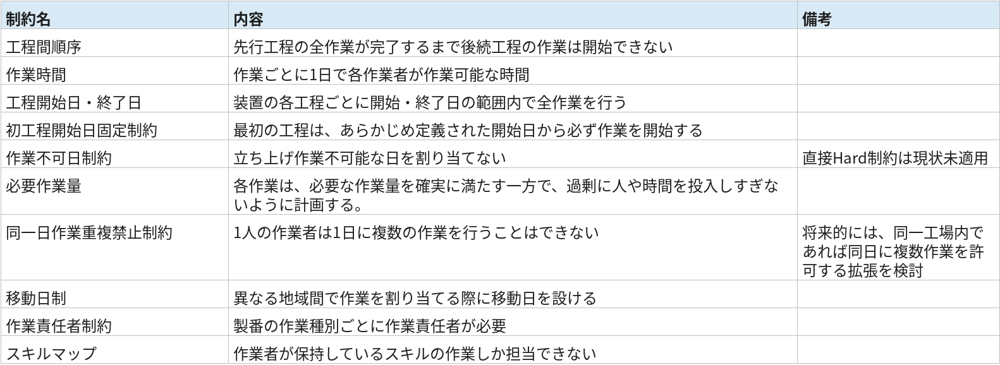 制約名 内容 備考
工程間順序 先行工程の全作業が完了するまで後続工程の作業は開始できない
作業時間 作業ごとに1日で各作業者が作業可能な時間
工程開始日・終了日 装置の各工程ごとに開始・終了日の範囲内で全作業を行う
初工程開始日固定制約 最初の工程は、あらかじめ定義された開始日から必ず作業を開始する
作業不可日制約 立ち上げ作業不可能な日を割り当てない 直接Hard制約は現状未適用
必要作業量 各作業は、必要な作業量を確実に満たす一方で、過剰に人や時間を投入しすぎな
いように計画する。
同一日作業重複禁止制約 1人の作業者は1日に複数の作業を行うことはできない 将来的には、同一工場内で
あれば同日に複数作業を許
可する拡張を検討
移動日制 異なる地域間で作業を割り当てる際に移動日を設ける
作業責任者制約 製番の作業種別ごとに作業責任者が必要
スキルマップ 作業者が保持しているスキルの作業しか担当できない